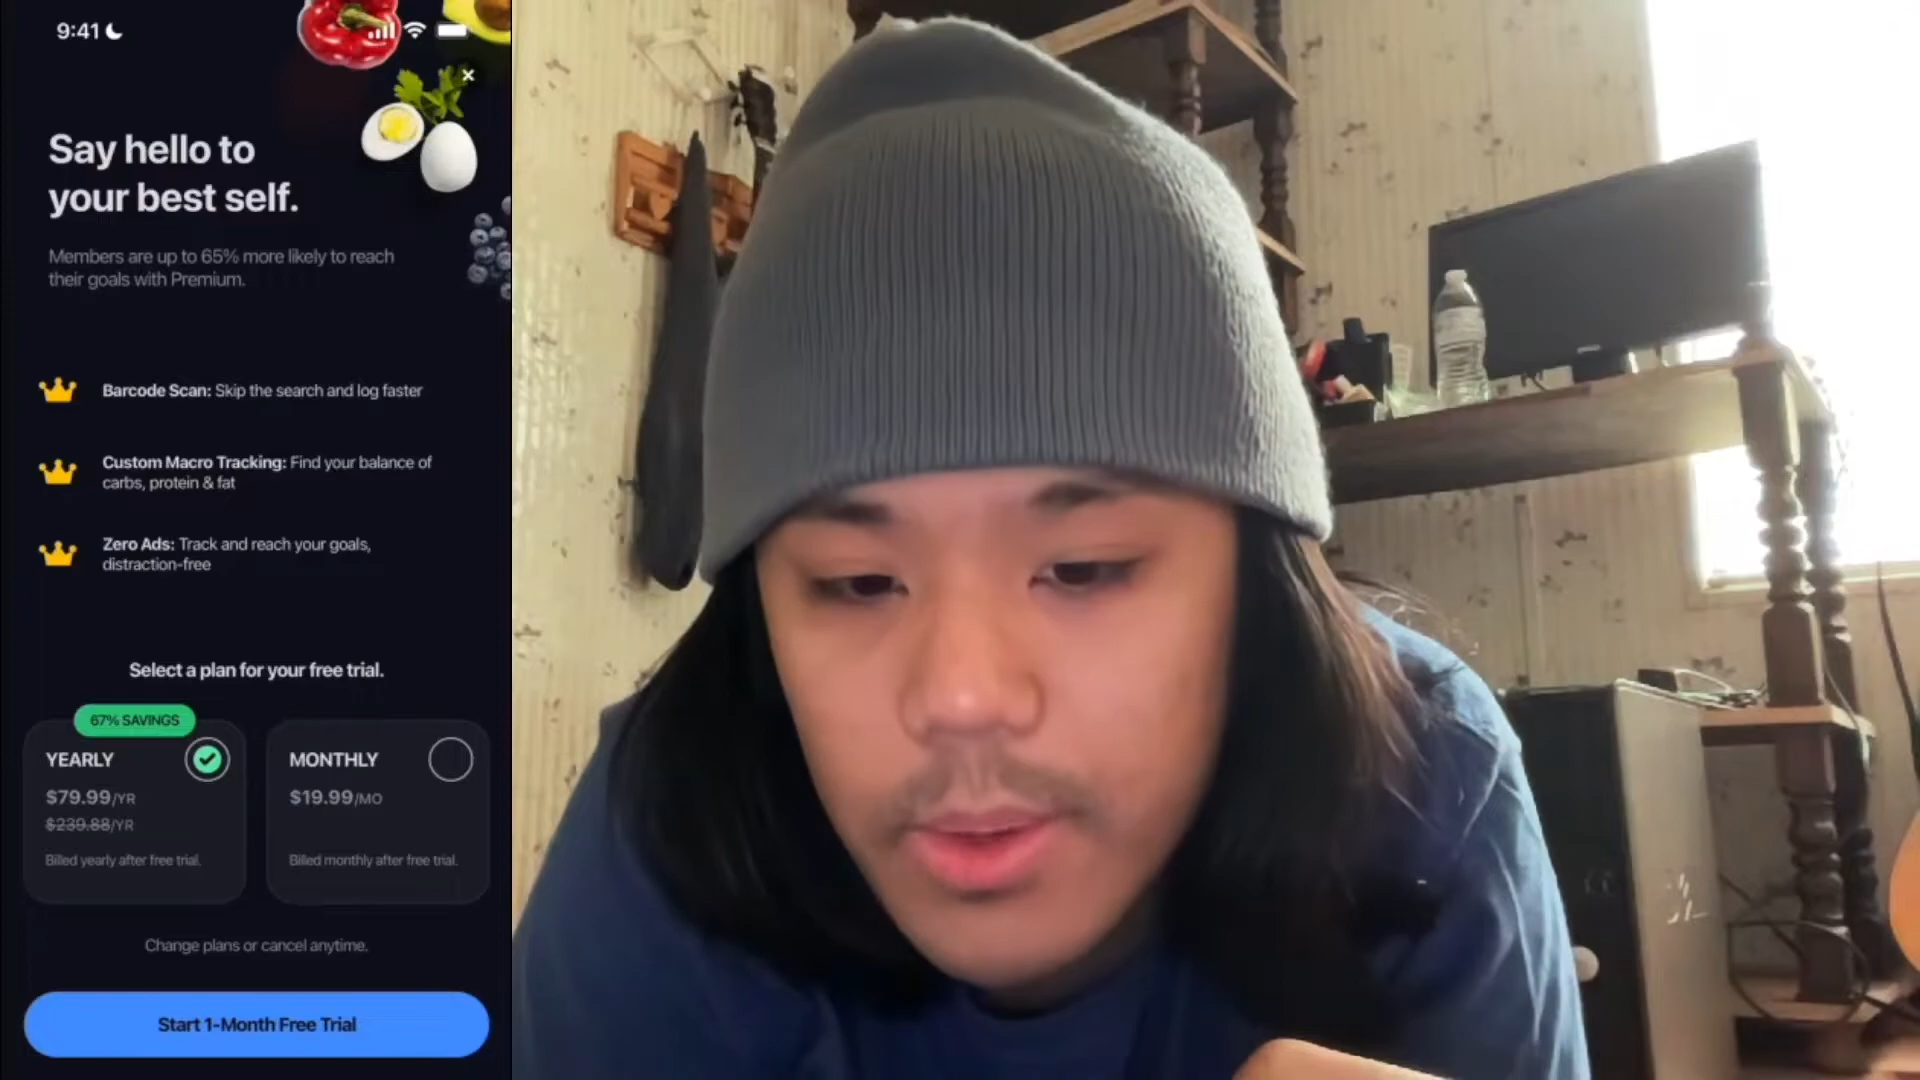 9:41
Say hello to
your best self.
Members are up to 65% more likely to reach
their goals with Premium.
Barcode Scan: Skip the search and log faster
Custom Macro Tracking: Find your balance of
carbs, protein & fat
Zero Ads: Track and reach your goals,
distraction-free
Select a plan for your free trial.
67% SAVINGS
YEARLY
$79.99/YR
$239.88/YR
Billed yearly after free trial.
MONTHLY
$19.99/MO
Billed monthly after free trial.
Change plans or cancel anytime.
Start 1-Month Free Trial